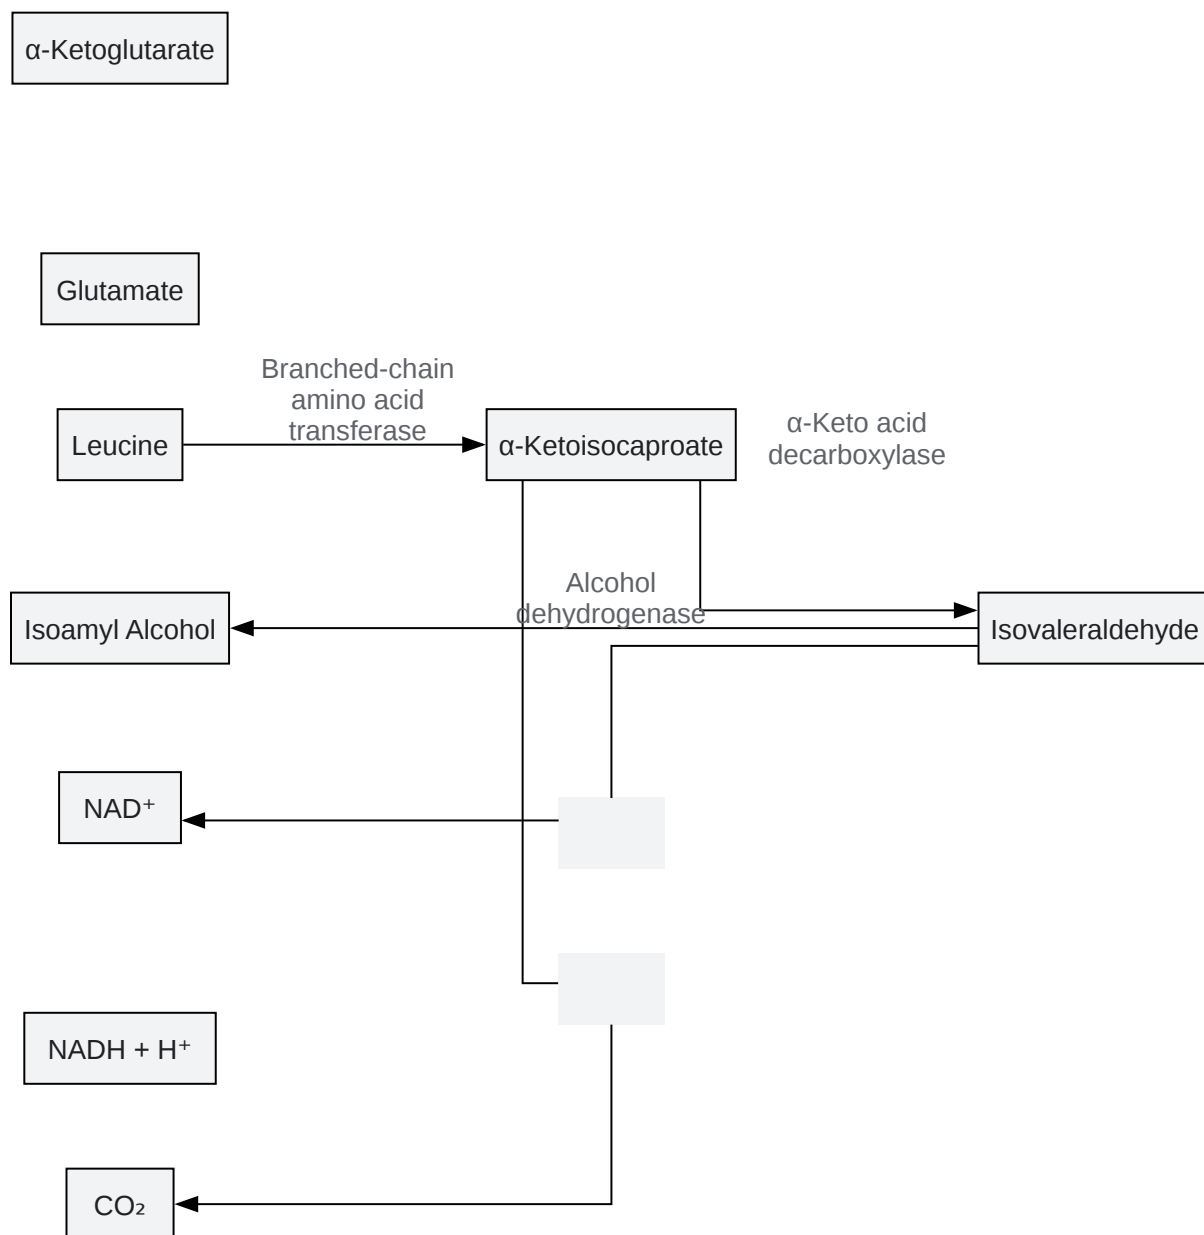 α-Ketoglutarate
Glutamate
Branched-chain
amino acid
transferase
Leucine
α-Ketoisocaproate
α-Keto acid
decarboxylase
Alcohol
dehydrogenase
Isoamyl Alcohol
Isovaleraldehyde
NAD⁺
NADH + H⁺
CO₂